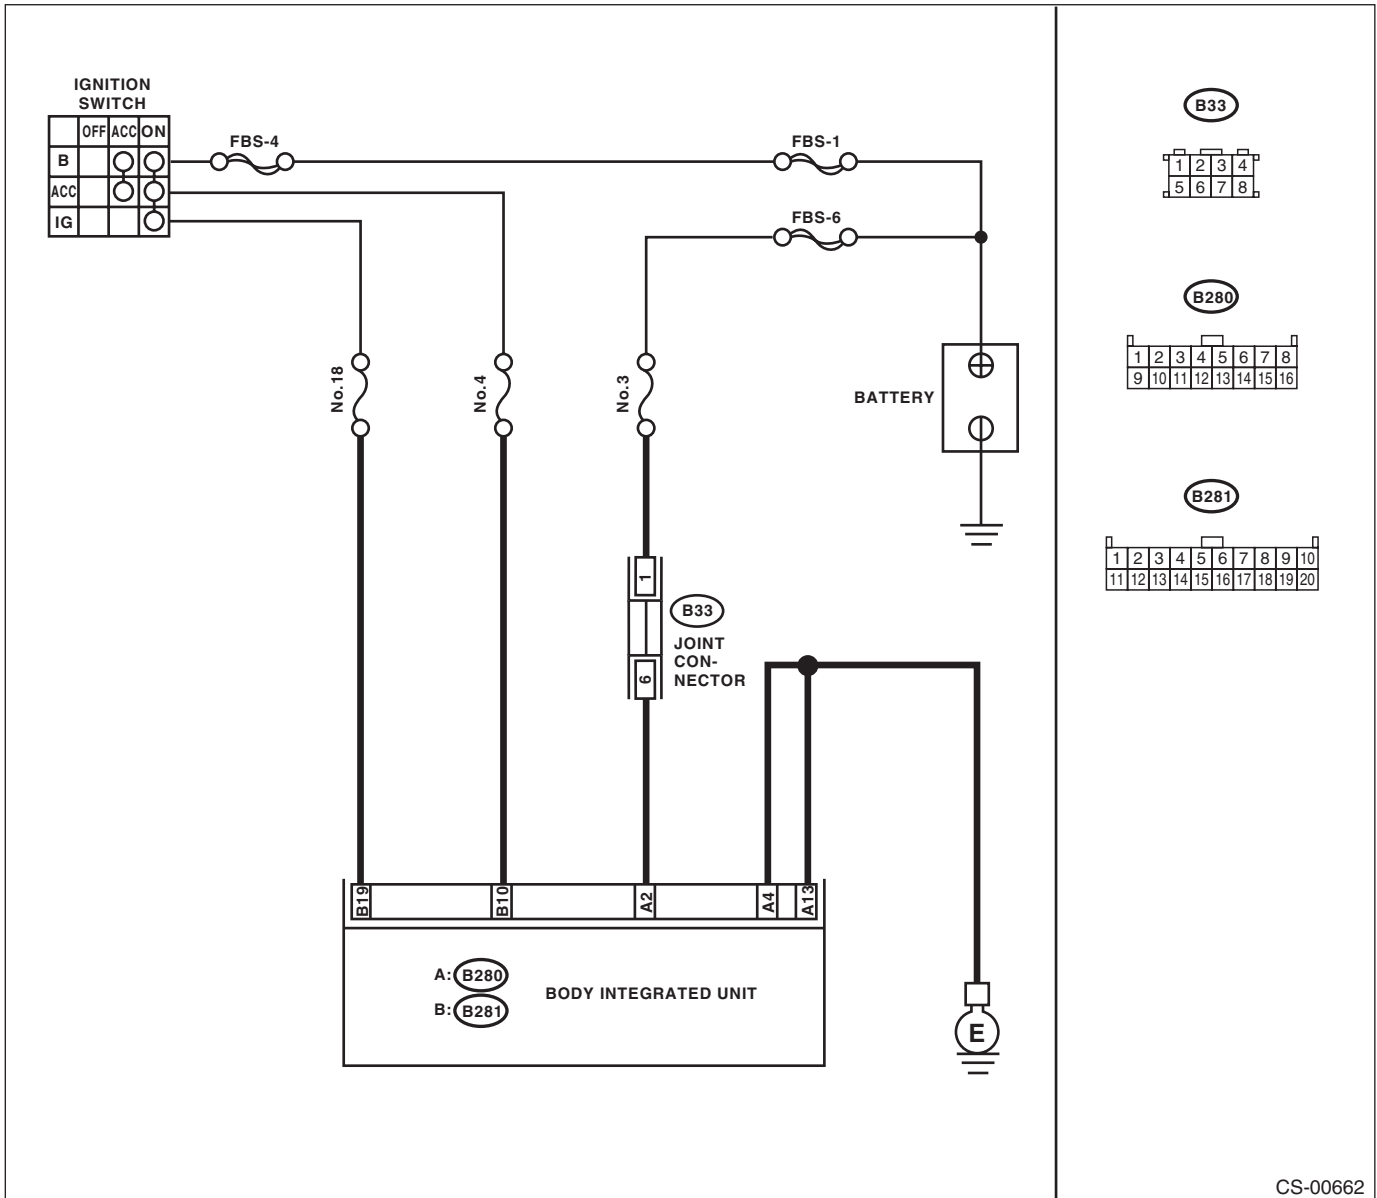 IGNITION
SWITCH
OFF ACC ON
B
ACC
IG
FBS-4
FBS-1
FBS-6
No.18
No.4
No.3
BATTERY
1
B33
JOINT
CON-
NECTOR
6
B19
B10
A2
A4
A13
A: B280
B: B281
BODY INTEGRATED UNIT
E
B33
1 2 3 4
5 6 7 8
B280
1 2 3 4 5 6 7 8
9 10 11 12 13 14 15 16
B281
1 2 3 4 5 6 7 8 9 10
11 12 13 14 15 16 17 18 19 20
CS-00662